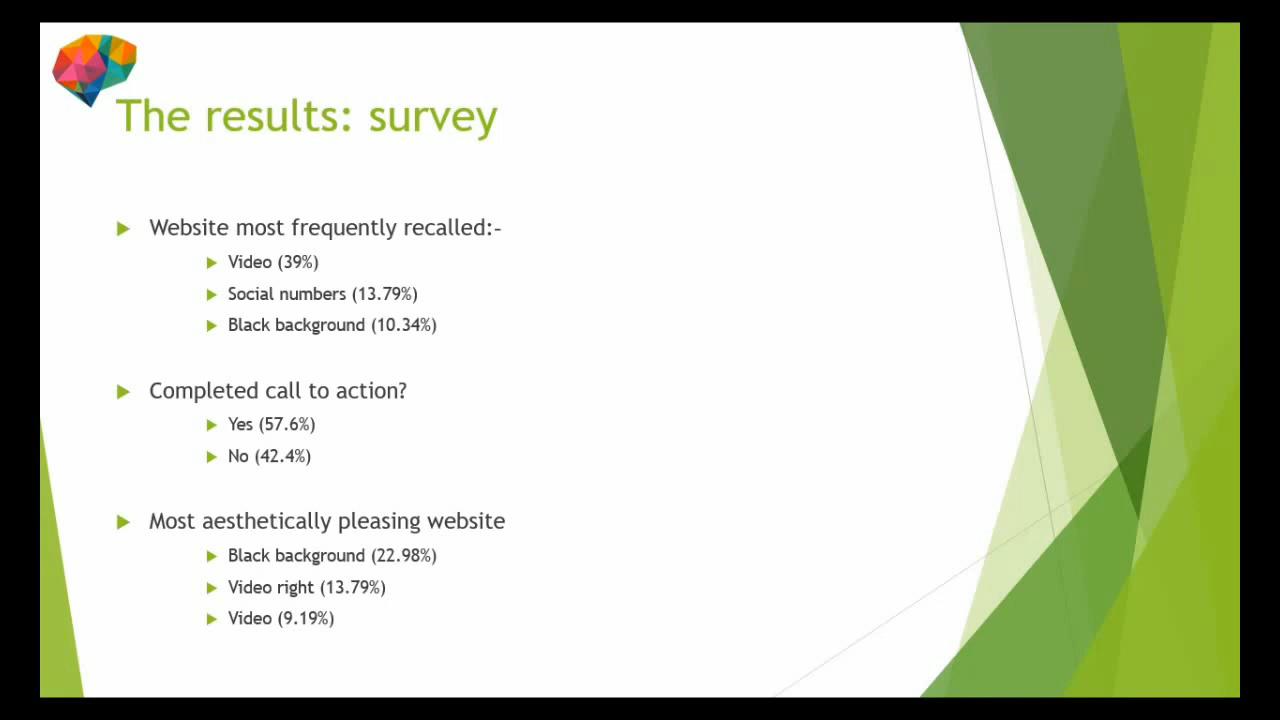 The results: survey
Website most frequently recalled:-
Video (39%)
Social numbers (13.79%)
Black background (10.34%)
Completed call to action?
Yes (57.6%)
No (42.4%)
Most aesthetically pleasing website
Black background (22.98%)
Video right (13.79%)
Video (9.19%)